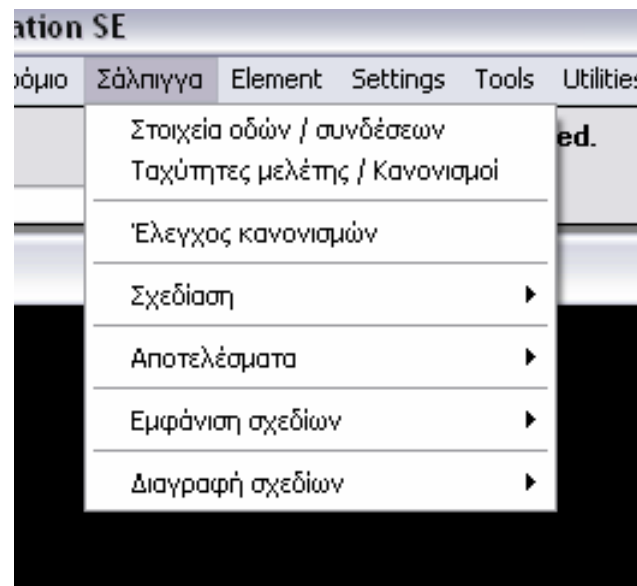 ation SE
ρόμιο Σάλπιγγα Element Settings Tools Utilities
Στοιχεία οδών / συνδέσεων
ed.
Ταχύτητες μελέτης / Κανονισμοί
Έλεγχος κανονισμών
Σχεδίαση
Αποτελέσματα
Εμφάνιση σχεδίων
Διαγραφή σχεδίων